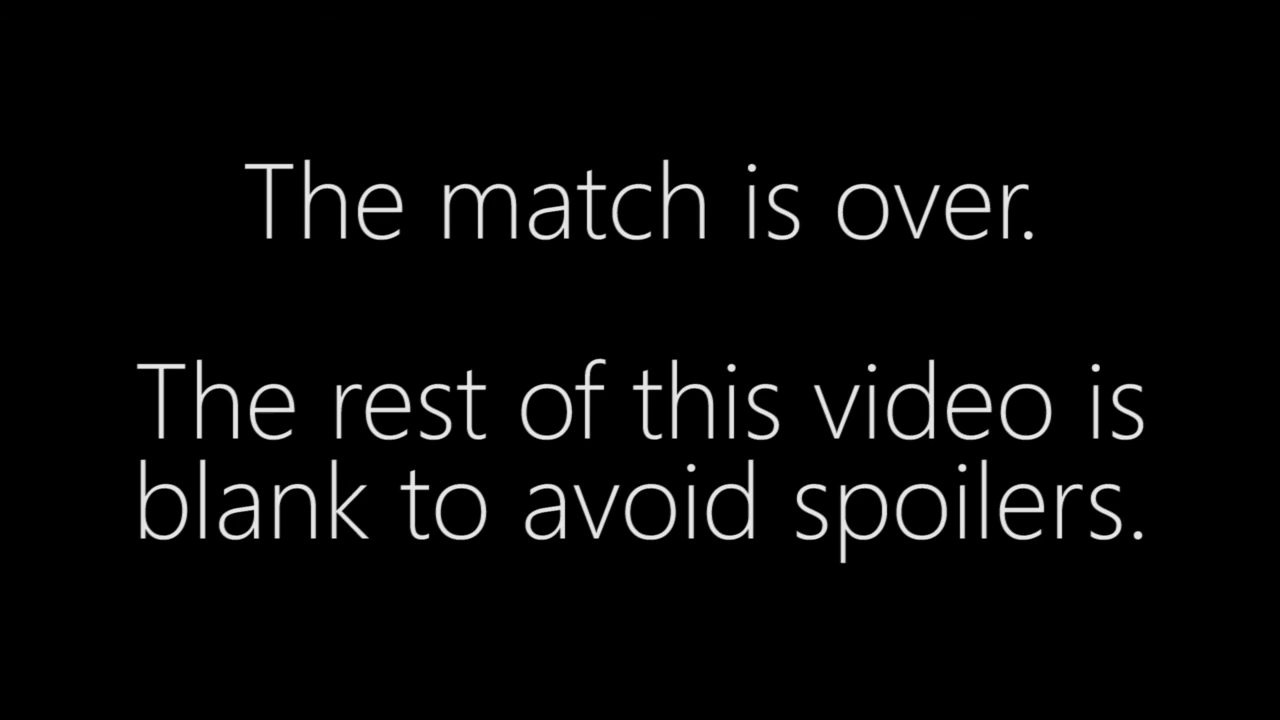 The match is over.
The rest of this video is
blank to avoid spoilers.